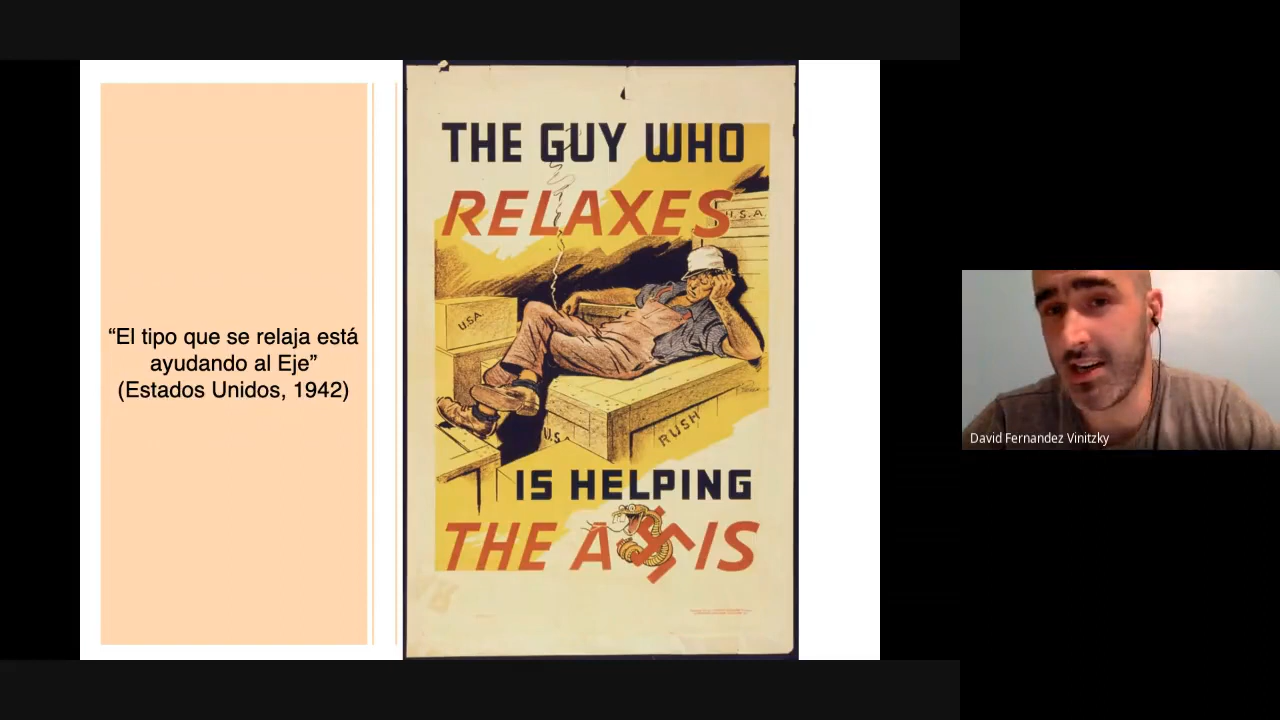 “El tipo que se relaja está
ayudando al Eje”
(Estados Unidos, 1942)
THE GUY WHO
RELAXES
U.S.A.
U.S.A.
U.S.
RUSH
IS HELPING
THE AXIS
David Fernandez Vinitzky